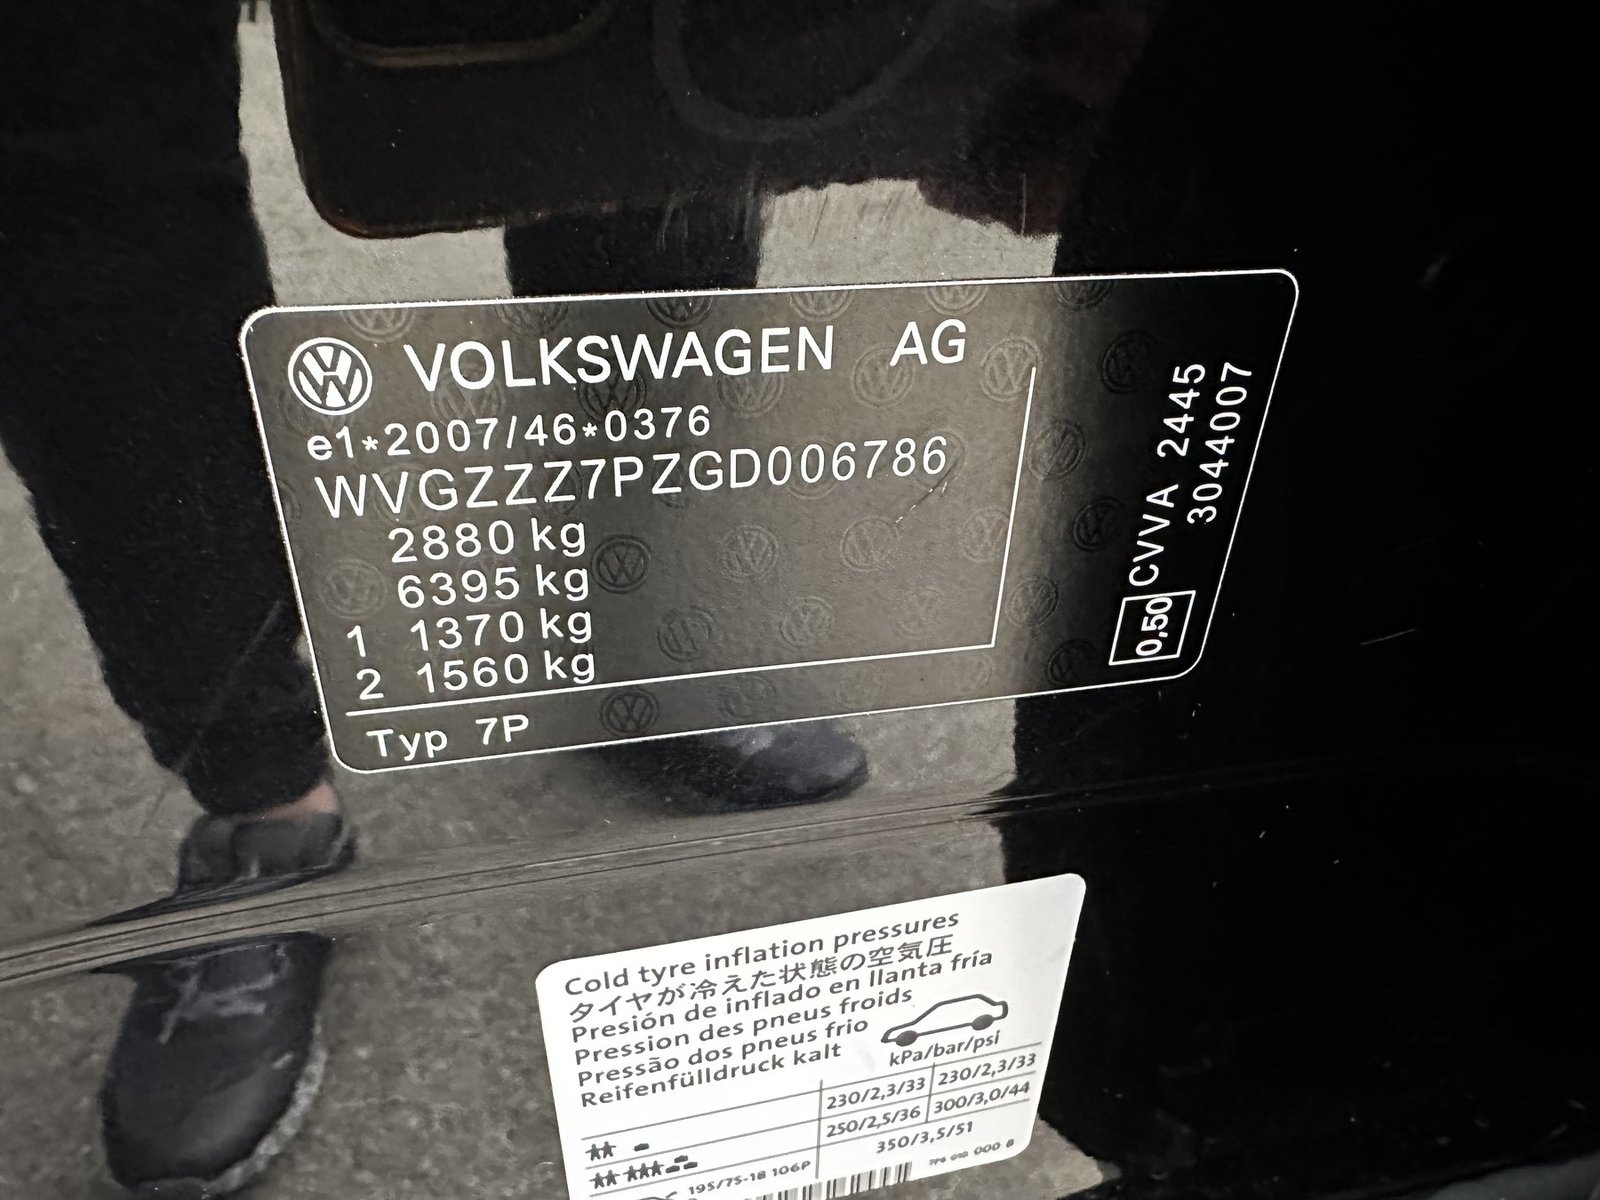 VOLKSWAGEN AG
e1*2007/46*0376
WVGZZZ7PZGD006786
2880 kg
6395 kg
1 1370 kg
2 1560 kg
Typ 7P
0,50 CVVA 2445
3044007
Cold tyre inflation pressures
タイヤが冷えた状態の空気圧
Presión de inflado en llanta fría
Pression des pneus froids
Pressão dos pneus frio
Reifenfülldruck kalt
kPa/bar/psi
230/2,3/33 230/2,3/33
250/2,5/36 300/3,0/44
195/75-18 106P 350/3,5/51